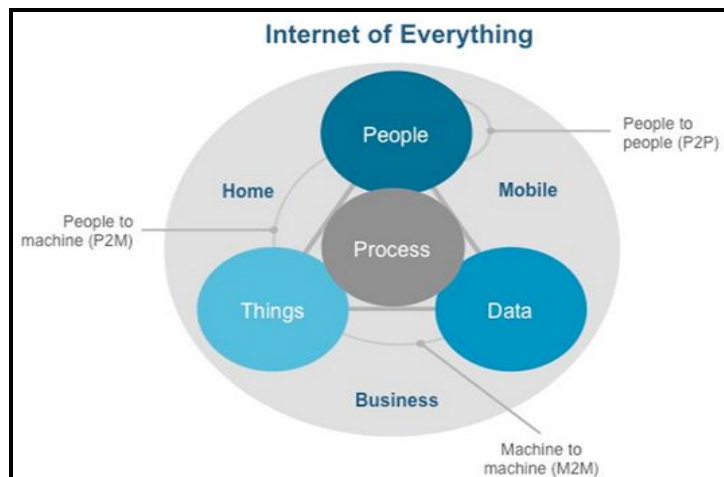 Internet of Everything
People
People to
people (P2P)
Home
Mobile
People to
machine (P2M)
Process
Things
Data
Business
Machine to
machine (M2M)